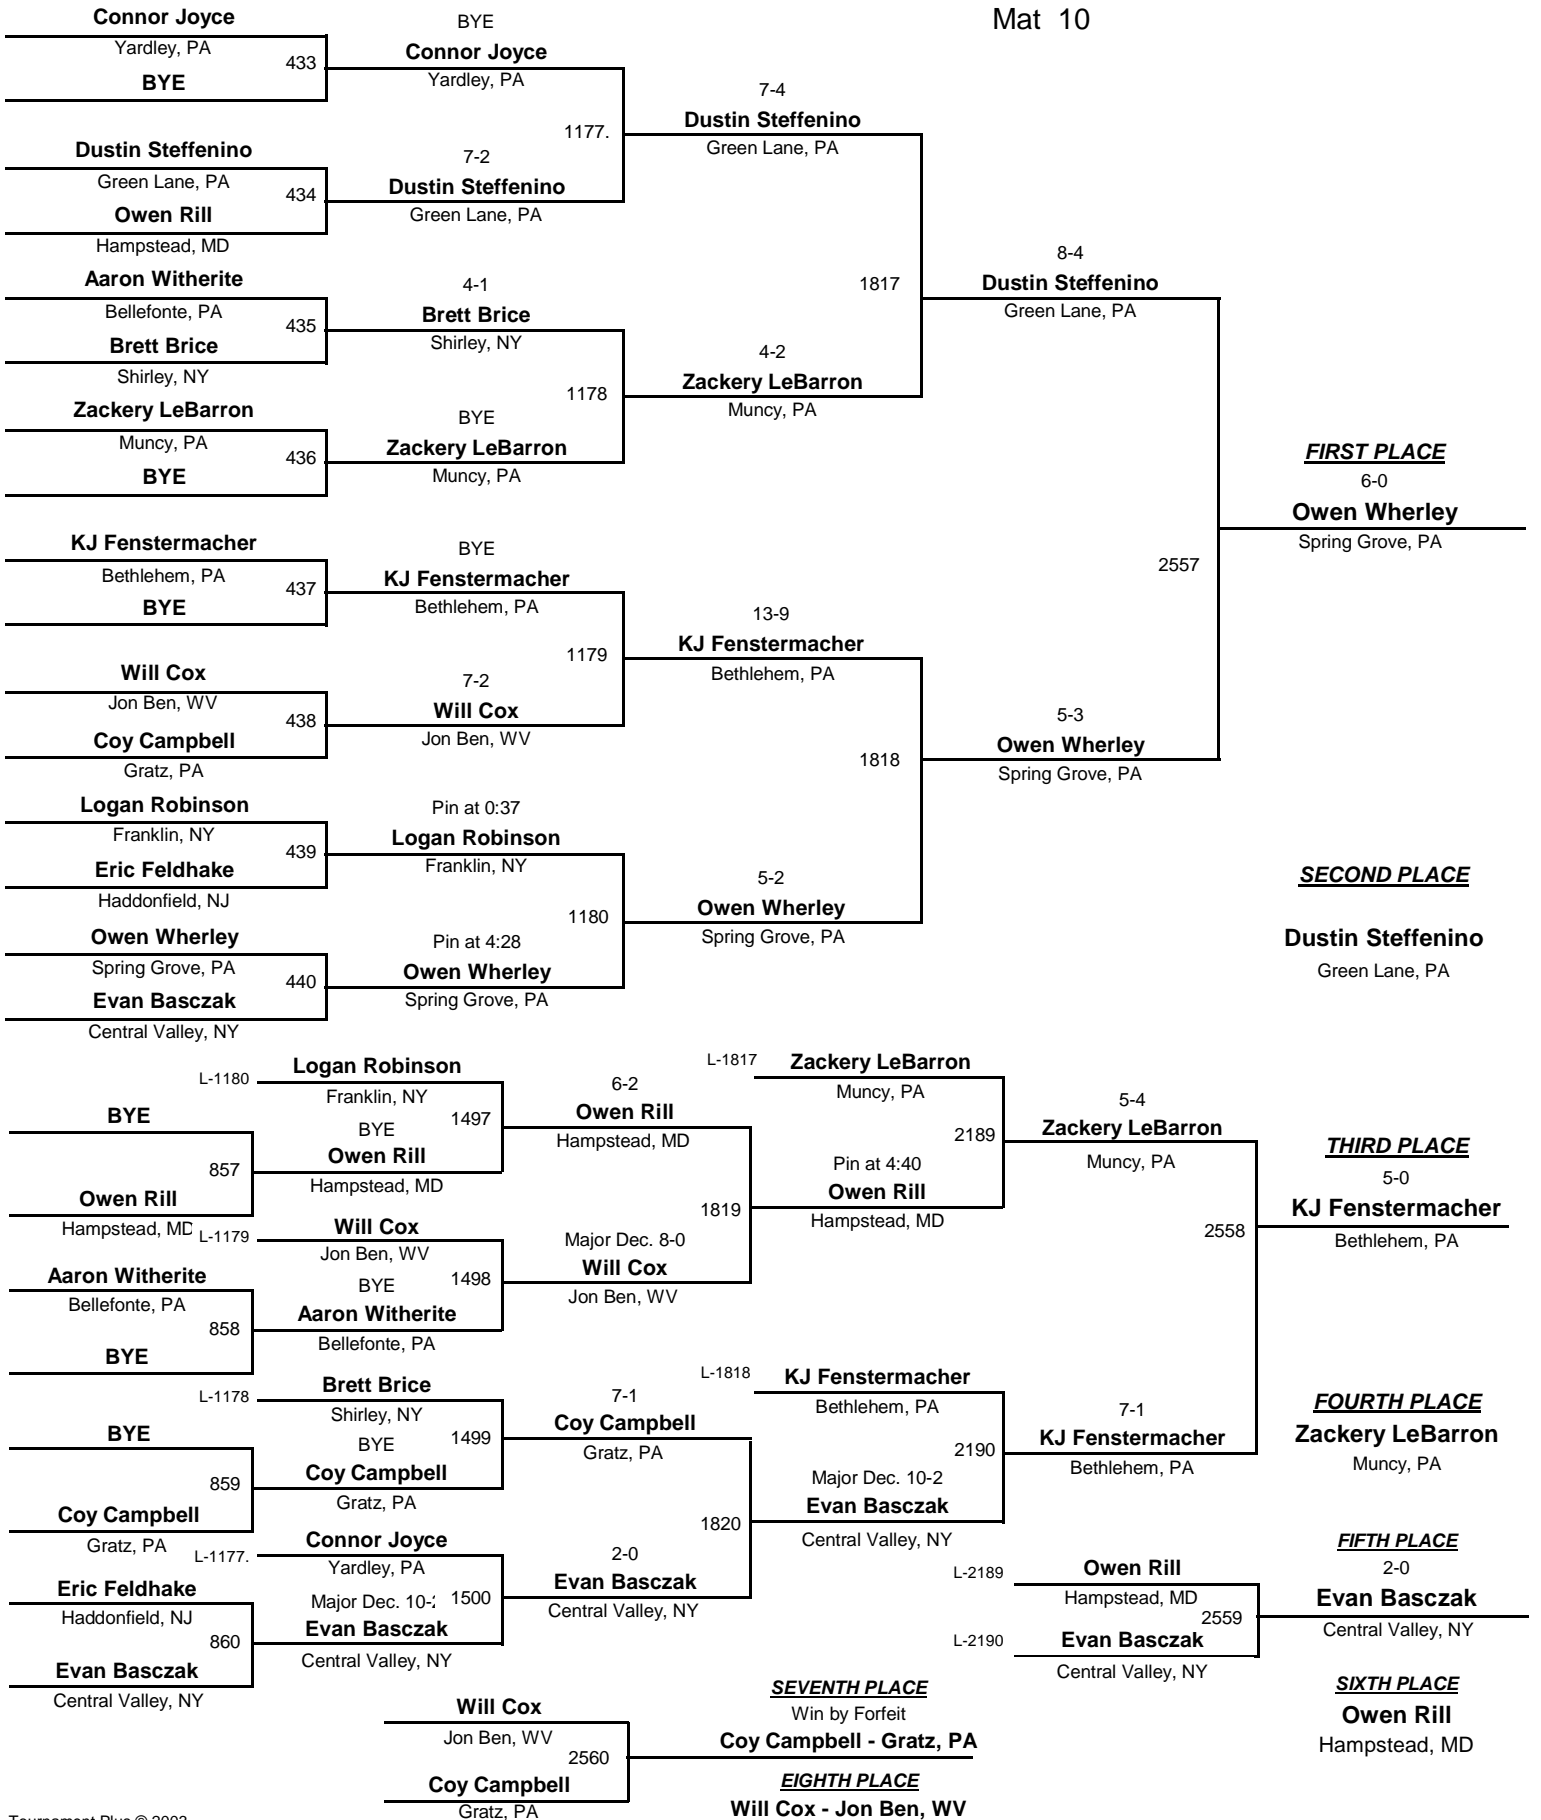 Mat 10
Connor Joyce
Yardley, PA
433
BYE
Dustin Steffenino
Green Lane, PA
434
Owen Rill
Hampstead, MD
Aaron Witherite
Bellefonte, PA
435
Brett Brice
Shirley, NY
Zackery LeBarron
Muncy, PA
436
BYE
KJ Fenstermacher
Bethlehem, PA
437
BYE
Will Cox
Jon Ben, WV
438
Coy Campbell
Gratz, PA
Logan Robinson
Franklin, NY
439
Eric Feldhake
Haddonfield, NJ
Owen Wherley
Spring Grove, PA
440
Evan Basczak
Central Valley, NY
BYE
Connor Joyce
Yardley, PA
1177.
7-2
Dustin Steffenino
Green Lane, PA
4-1
Brett Brice
Shirley, NY
1178
BYE
Zackery LeBarron
Muncy, PA
BYE
KJ Fenstermacher
Bethlehem, PA
1179
7-2
Will Cox
Jon Ben, WV
Pin at 0:37
Logan Robinson
Franklin, NY
1180
Pin at 4:28
Owen Wherley
Spring Grove, PA
7-4
Dustin Steffenino
Green Lane, PA
1817
4-2
Zackery LeBarron
Muncy, PA
13-9
KJ Fenstermacher
Bethlehem, PA
1818
5-2
Owen Wherley
Spring Grove, PA
8-4
Dustin Steffenino
Green Lane, PA
2557
5-3
Owen Wherley
Spring Grove, PA
FIRST PLACE
6-0
Owen Wherley
Spring Grove, PA
SECOND PLACE
Dustin Steffenino
Green Lane, PA
BYE
857
Owen Rill
Hampstead, MD
Aaron Witherite
Bellefonte, PA
858
BYE
BYE
859
Coy Campbell
Gratz, PA
Eric Feldhake
Haddonfield, NJ
860
Evan Basczak
Central Valley, NY
L-1180
Logan Robinson
Franklin, NY
1497
BYE
Owen Rill
Hampstead, MD
L-1179
Will Cox
Jon Ben, WV
1498
BYE
Aaron Witherite
Bellefonte, PA
L-1178
Brett Brice
Shirley, NY
1499
BYE
Coy Campbell
Gratz, PA
L-1177.
Connor Joyce
Yardley, PA
Major Dec. 10-
1500
Evan Basczak
Central Valley, NY
6-2
Owen Rill
Hampstead, MD
1819
Major Dec. 8-0
Will Cox
Jon Ben, WV
7-1
Coy Campbell
Gratz, PA
1820
2-0
Evan Basczak
Central Valley, NY
L-1817
Zackery LeBarron
Muncy, PA
2189
Pin at 4:40
Owen Rill
Hampstead, MD
L-1818
KJ Fenstermacher
Bethlehem, PA
2190
Major Dec. 10-2
Evan Basczak
Central Valley, NY
5-4
Zackery LeBarron
Muncy, PA
2558
7-1
KJ Fenstermacher
Bethlehem, PA
THIRD PLACE
5-0
KJ Fenstermacher
Bethlehem, PA
FOURTH PLACE
Zackery LeBarron
Muncy, PA
L-2189
Owen Rill
Hampstead, MD
2559
L-2190
Evan Basczak
Central Valley, NY
FIFTH PLACE
2-0
Evan Basczak
Central Valley, NY
SIXTH PLACE
Owen Rill
Hampstead, MD
Will Cox
Jon Ben, WV
2560
Coy Campbell
Gratz, PA
SEVENTH PLACE
Win by Forfeit
Coy Campbell - Gratz, PA
EIGHTH PLACE
Will Cox - Jon Ben, WV